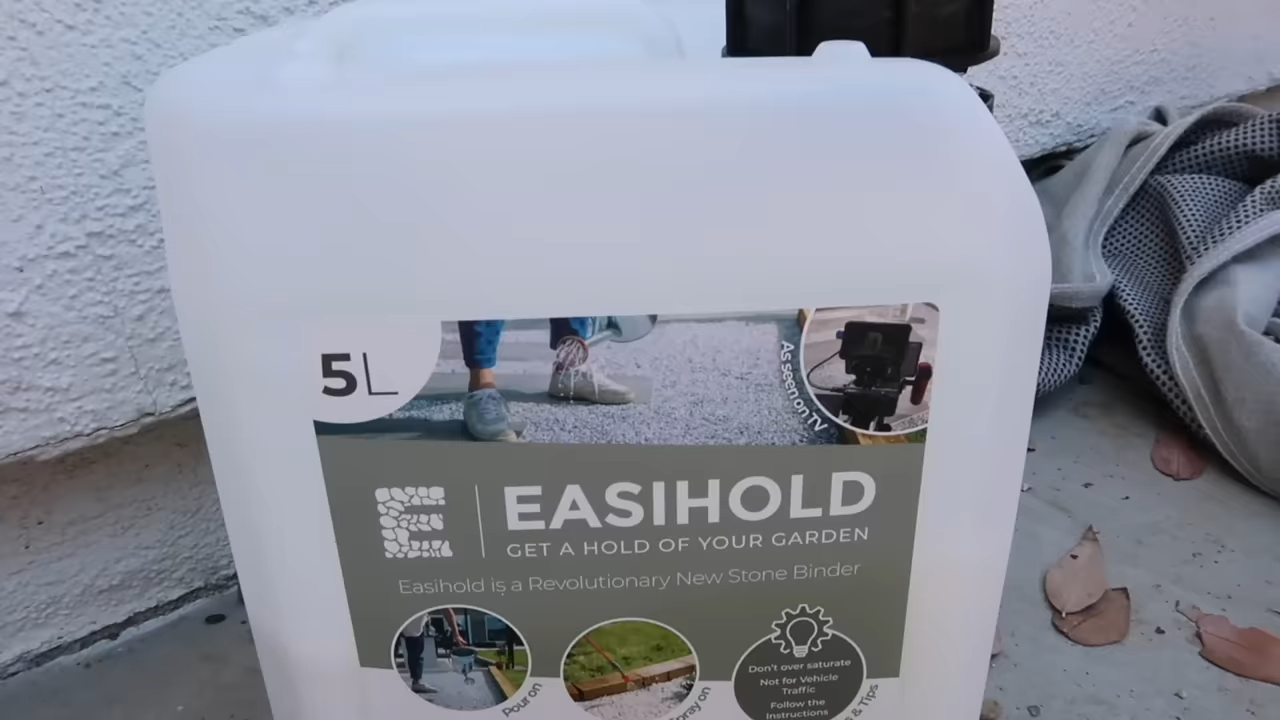 5L
As seen on TV
E EASIHOLD
GET A HOLD OF YOUR GARDEN
Easihold is a Revolutionary New Stone Binder
Don't over saturate
Not for Vehicle
Traffic
Follow the
Instructions
Pour on
Spray on
& Tips